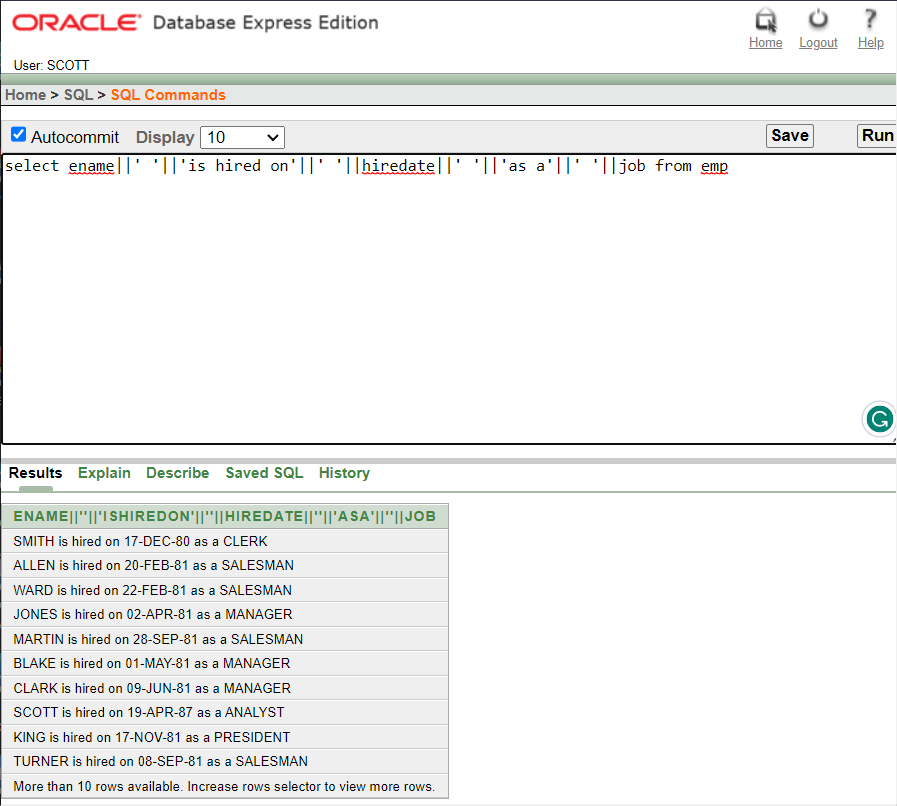 ORACLE® Database Express Edition
Home Logout Help
User: SCOTT
Home > SQL > SQL Commands
Autocommit Display 10 Save Run
select ename||' '||'is hired on'||' '||hiredate||' '||'as a'||' '||job from emp
Results Explain Describe Saved SQL History
ENAME||''||'ISHIREDON'||''||HIREDATE||''||'ASA'||''||JOB
SMITH is hired on 17-DEC-80 as a CLERK
ALLEN is hired on 20-FEB-81 as a SALESMAN
WARD is hired on 22-FEB-81 as a SALESMAN
JONES is hired on 02-APR-81 as a MANAGER
MARTIN is hired on 28-SEP-81 as a SALESMAN
BLAKE is hired on 01-MAY-81 as a MANAGER
CLARK is hired on 09-JUN-81 as a MANAGER
SCOTT is hired on 19-APR-87 as a ANALYST
KING is hired on 17-NOV-81 as a PRESIDENT
TURNER is hired on 08-SEP-81 as a SALESMAN
More than 10 rows available. Increase rows selector to view more rows.